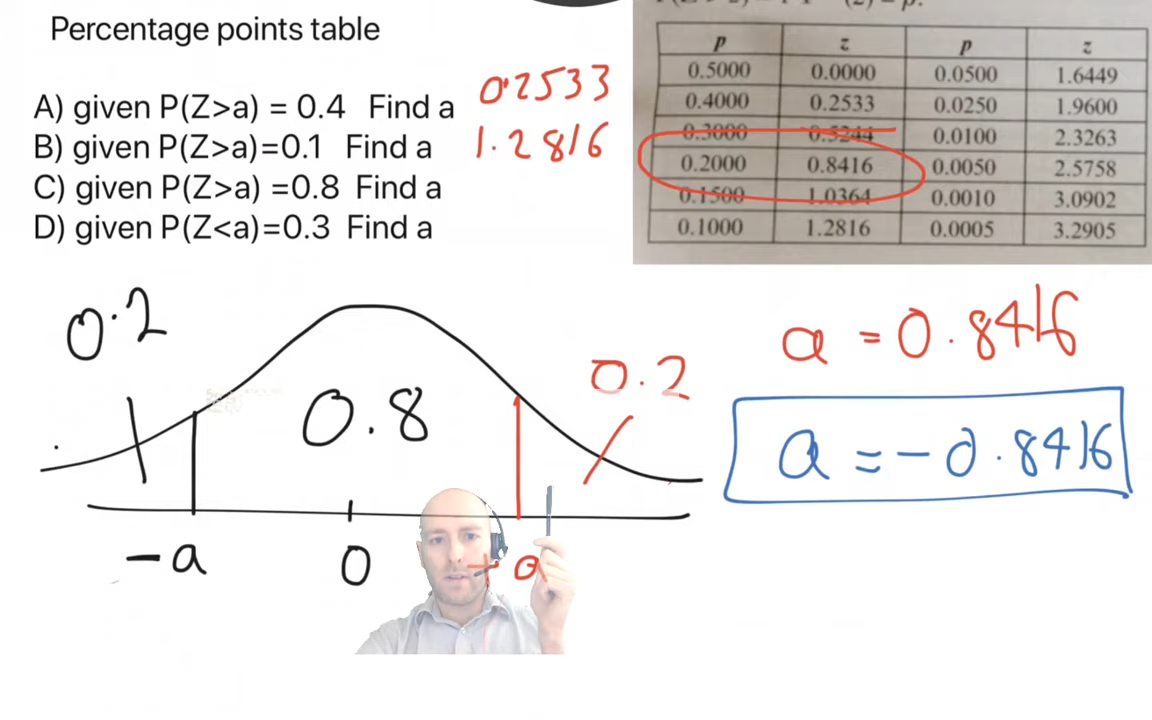 Percentage points table
A) given P(Z>a) = 0.4 Find a 0.2533
B) given P(Z>a)=0.1 Find a 1.2816
C) given P(Z>a) =0.8 Find a
D) given P(Z<a)=0.3 Find a
p z p z
0.5000 0.0000 0.0500 1.6449
0.4000 0.2533 0.0250 1.9600
0.3000 0.5244 0.0100 2.3263
0.2000 0.8416 0.0050 2.5758
0.1500 1.0364 0.0010 3.0902
0.1000 1.2816 0.0005 3.2905
0.2
0.8
0.2
-a 0 + a
a = 0.8416
a = - 0.8416